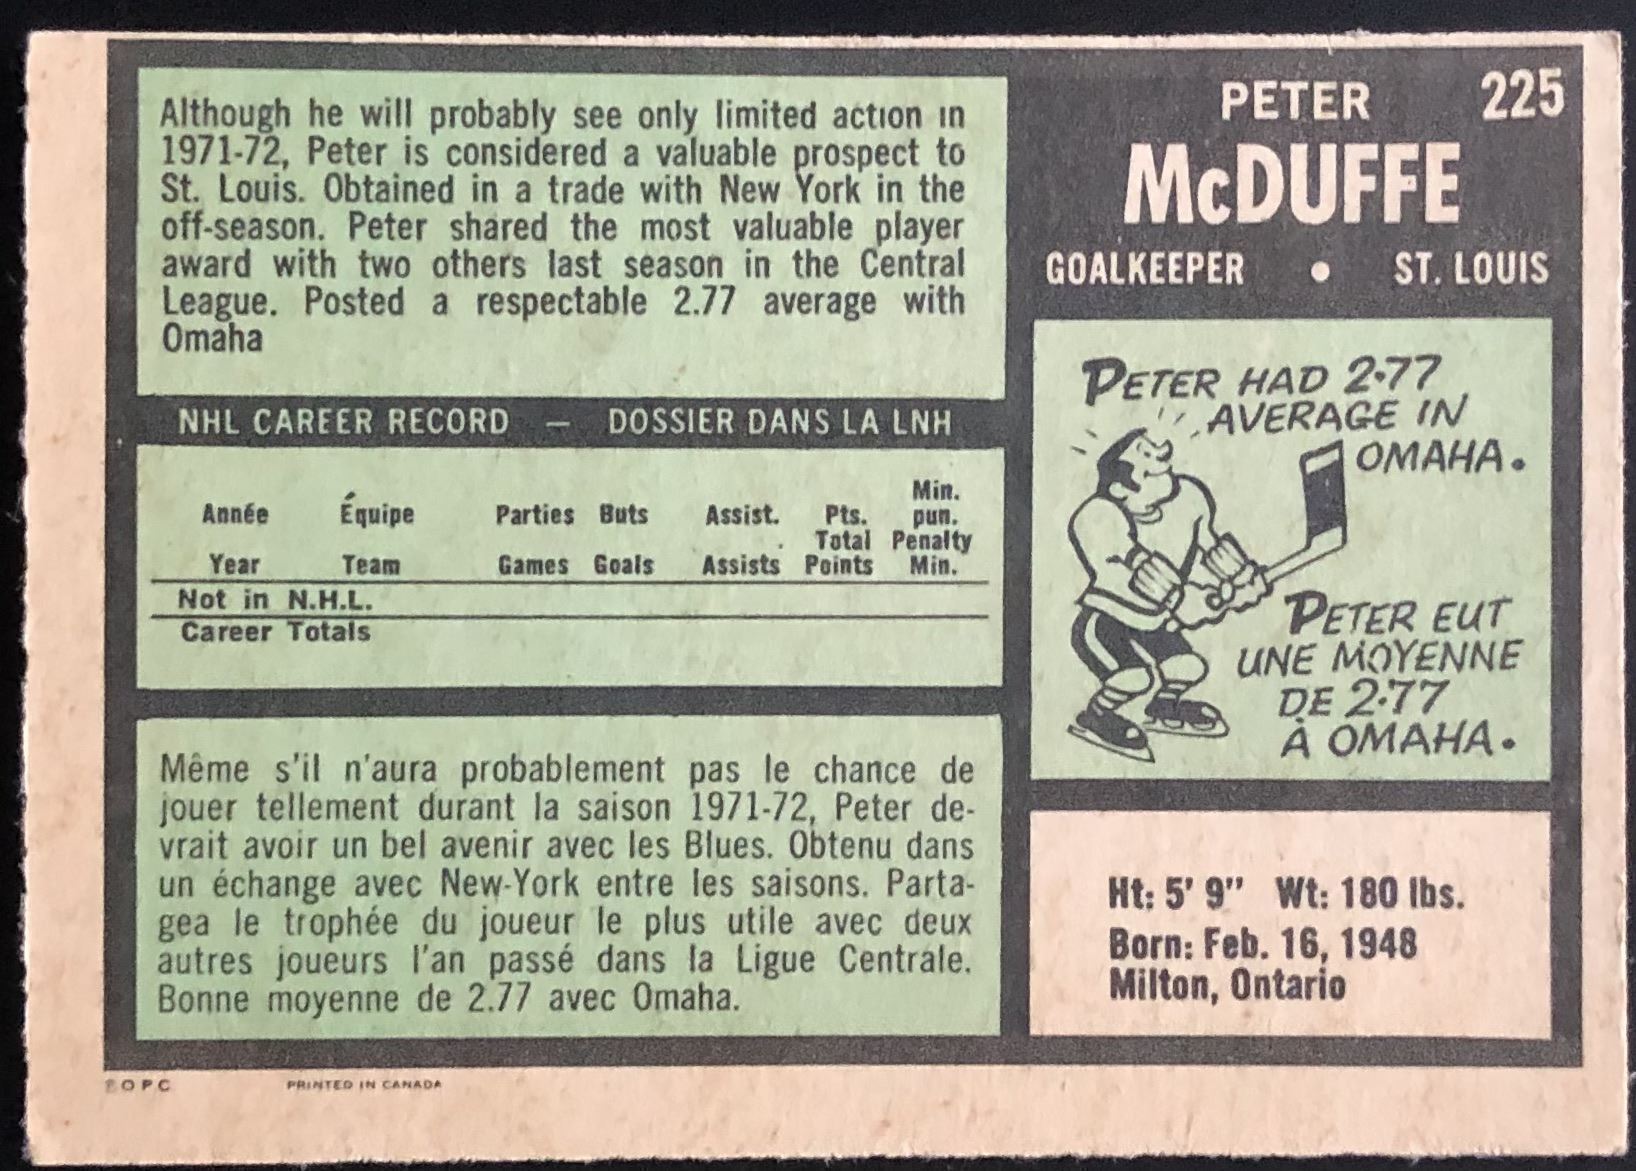 Although he will probably see only limited action in
1971-72, Peter is considered a valuable prospect to
St. Louis. Obtained in a trade with New York in the
off-season. Peter shared the most valuable player
award with two others last season in the Central
League. Posted a respectable 2.77 average with
Omaha
NHL CAREER RECORD — DOSSIER DANS LA LNH
Année Équipe Parties Buts Assist. Pts. Min. pun.
Year Team Games Goals Assists Total Points Penalty Min.
Not in N.H.L.
Career Totals
Même s'il n'aura probablement pas le chance de
jouer tellement durant la saison 1971-72, Peter de-
vrait avoir un bel avenir avec les Blues. Obtenu dans
un échange avec New-York entre les saisons. Parta-
gea le trophée du joueur le plus utile avec deux
autres joueurs l'an passé dans la Ligue Centrale.
Bonne moyenne de 2.77 avec Omaha.
PETER 225
McDUFFE
GOALKEEPER • ST. LOUIS
PETER HAD 2.77
AVERAGE IN
OMAHA.
PETER EUT
UNE MOYENNE
DE 2.77
À OMAHA.
Ht: 5' 9" Wt: 180 lbs.
Born: Feb. 16, 1948
Milton, Ontario
OPC PRINTED IN CANADA